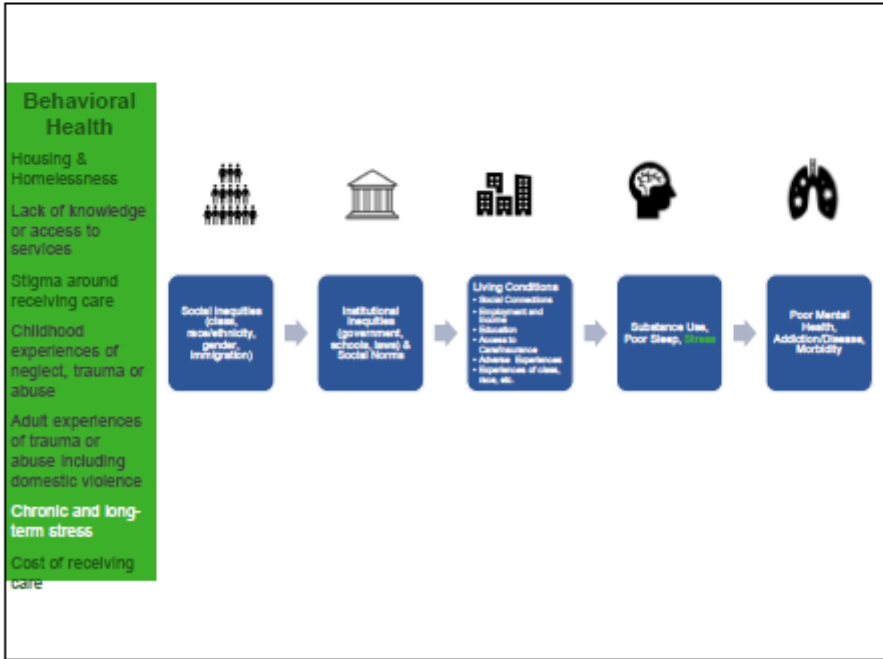 Behavioral
Health
Housing &
Homelessness
Lack of knowledge
or access to
services
Stigma around
receiving care
Childhood
experiences of
neglect, trauma or
abuse
Adult experiences
of trauma or
abuse including
domestic violence
Chronic and long-
term stress
Cost of receiving
care
Social Inequities
(class,
race/ethnicity,
gender,
immigration)
Institutional
Inequities
(government,
schools, laws) &
Social Norms
Living Conditions
• Social Connections
• Employment and
Income
• Education
• Access to
Care/Insurance
• Adverse Experiences
• Experiences of class,
race, etc.
Substance Use,
Poor Sleep, Stress
Poor Mental
Health,
Addiction/Disease,
Morbidity